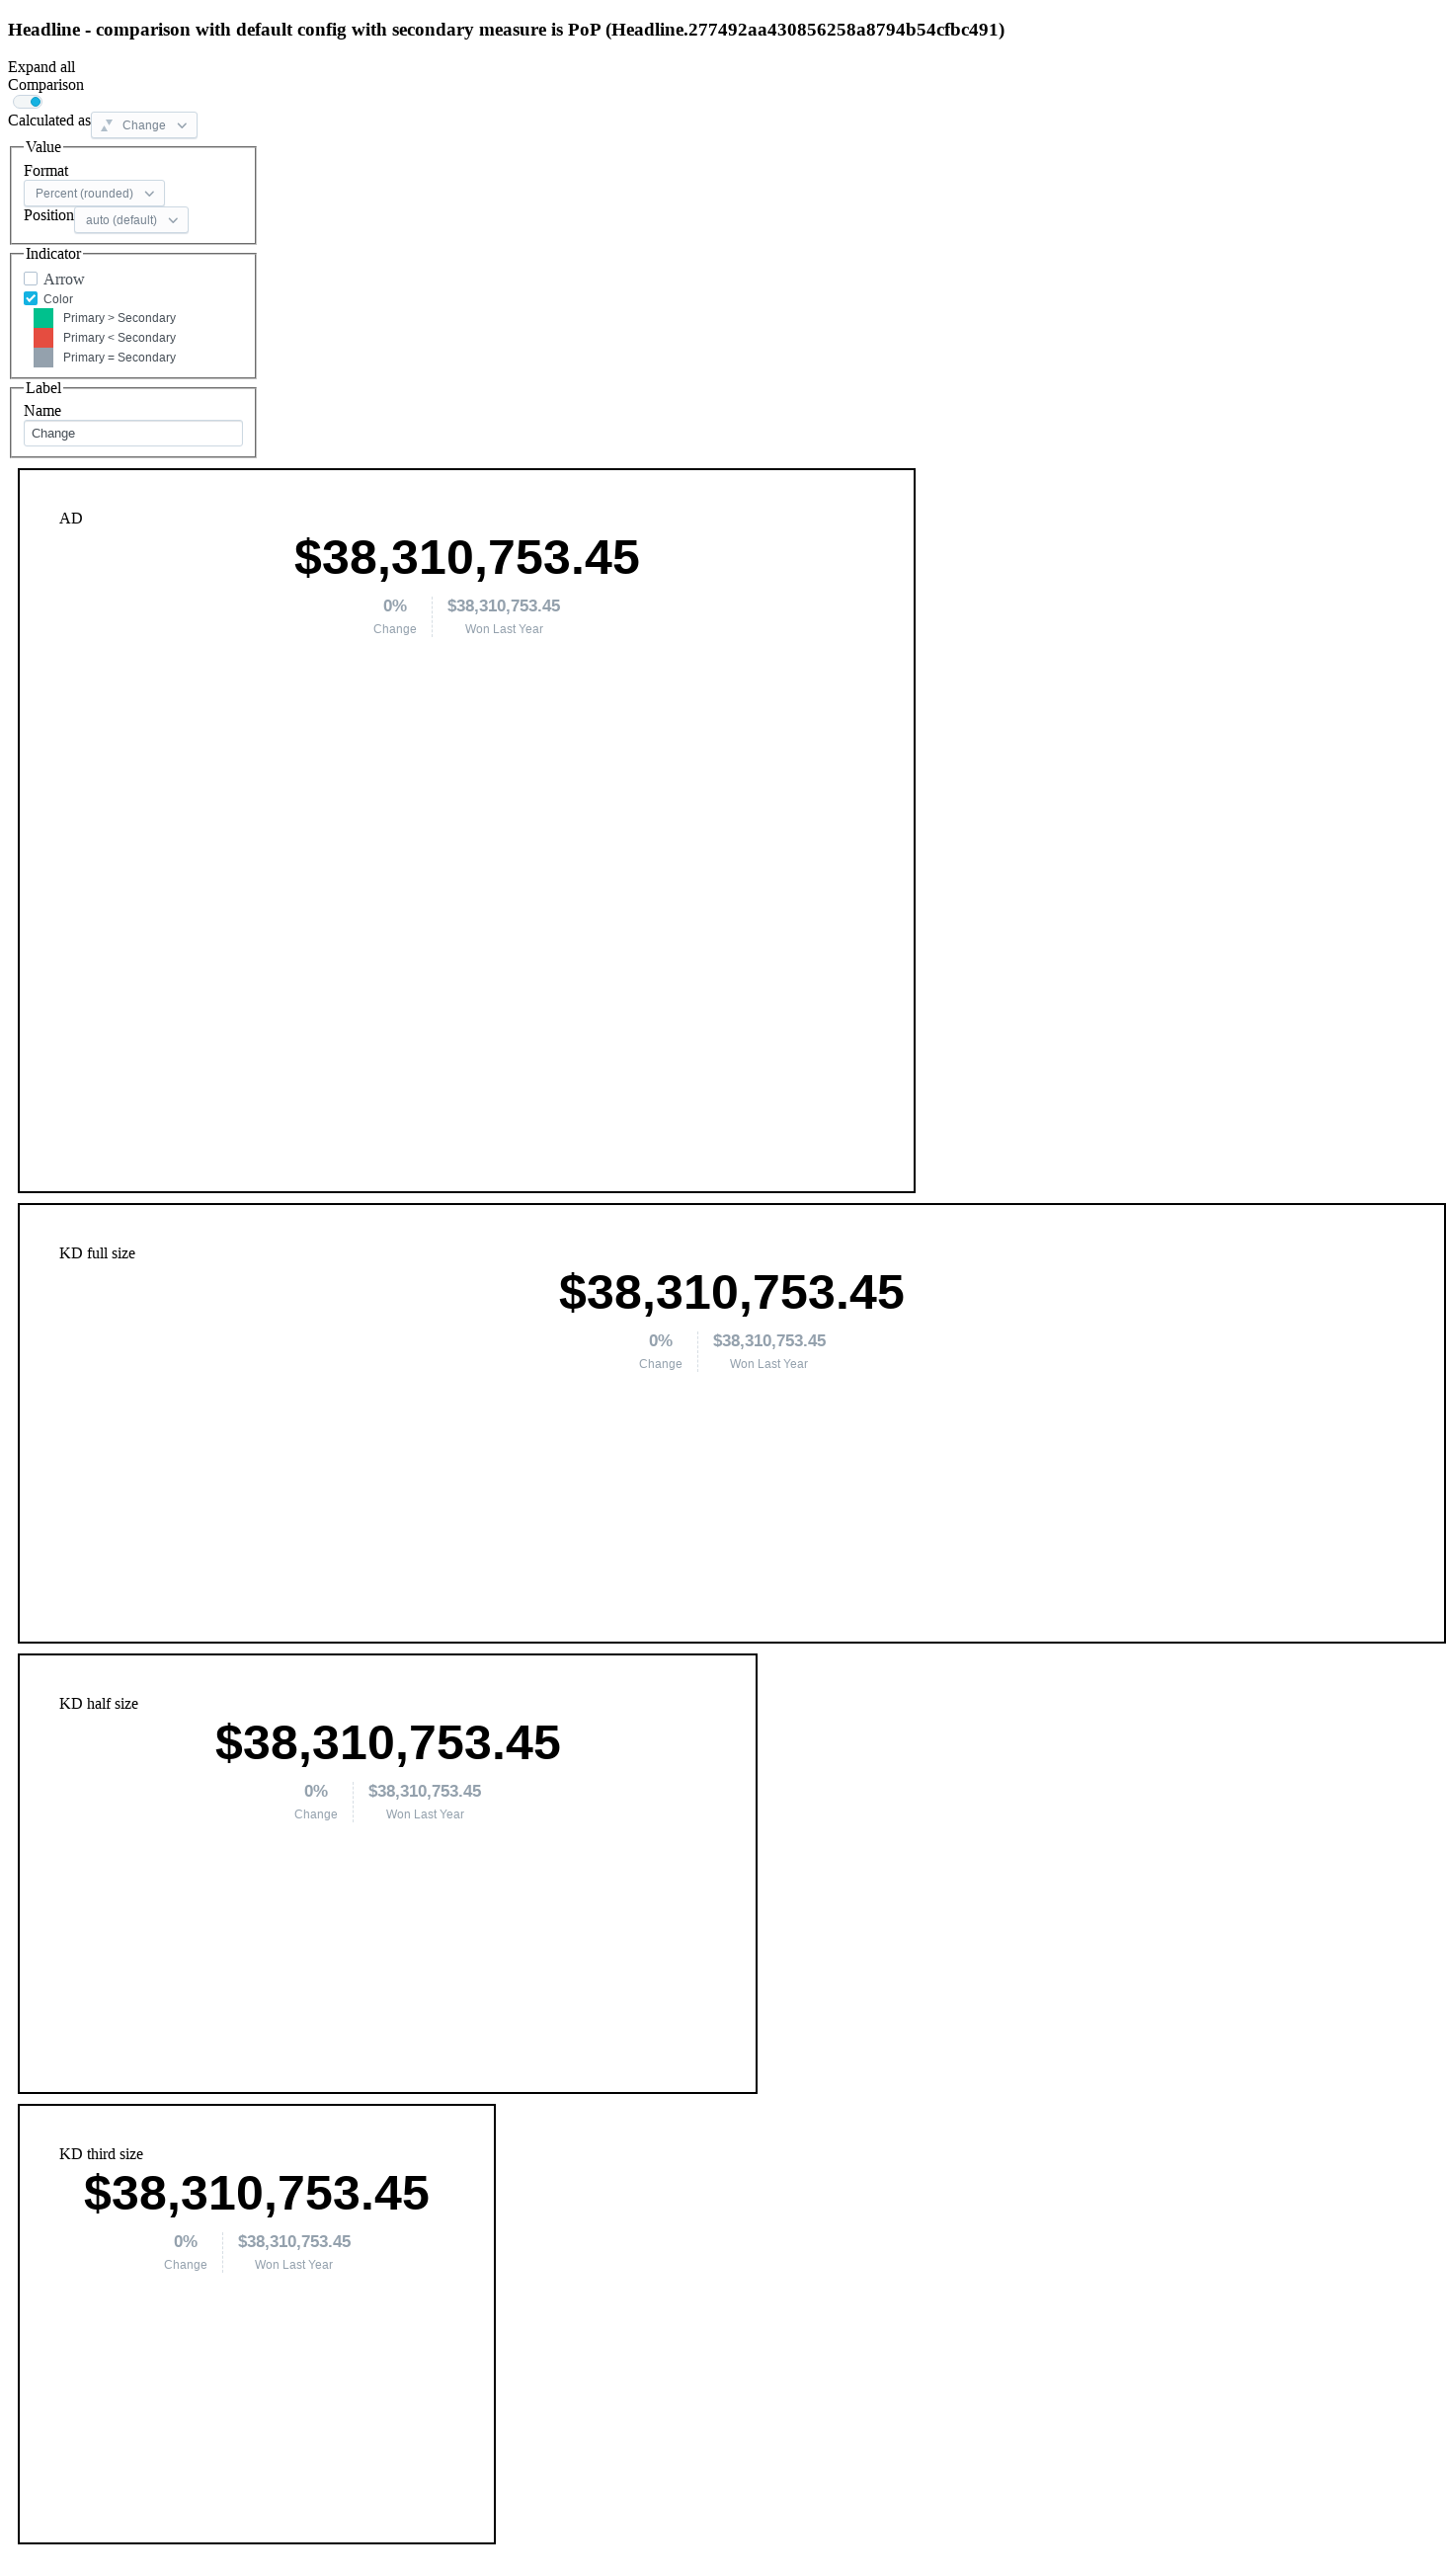 Headline - comparison with default config with secondary measure is PoP (Headline.277492aa430856258a8794b54cfbc491)
Expand all
Comparison
Calculated as Change
Value
Format
Percent (rounded)
Position auto (default)
Indicator
Arrow
Color
Primary > Secondary
Primary < Secondary
Primary = Secondary
Label
Name
Change
AD
$38,310,753.45
0% $38,310,753.45
Change Won Last Year
KD full size
$38,310,753.45
0% $38,310,753.45
Change Won Last Year
KD half size
$38,310,753.45
0% $38,310,753.45
Change Won Last Year
KD third size
$38,310,753.45
0% $38,310,753.45
Change Won Last Year